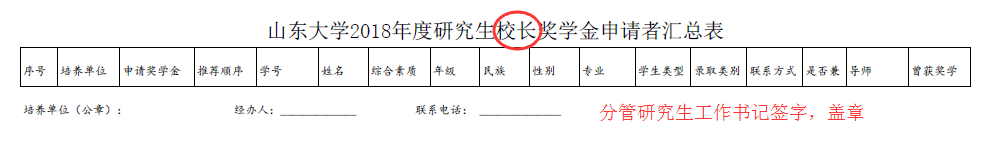 山东大学2018年度研究生校长奖学金申请者汇总表
序号 培养单位 申请奖学金 推荐顺序 学号 姓名 综合素质 年级 民族 性别 专业 学生类型 录取类别 联系方式 是否兼 导师 曾获奖学
培养单位（公章）： 经办人：____________ 联系电话： _____________ 分管研究生工作书记签字，盖章